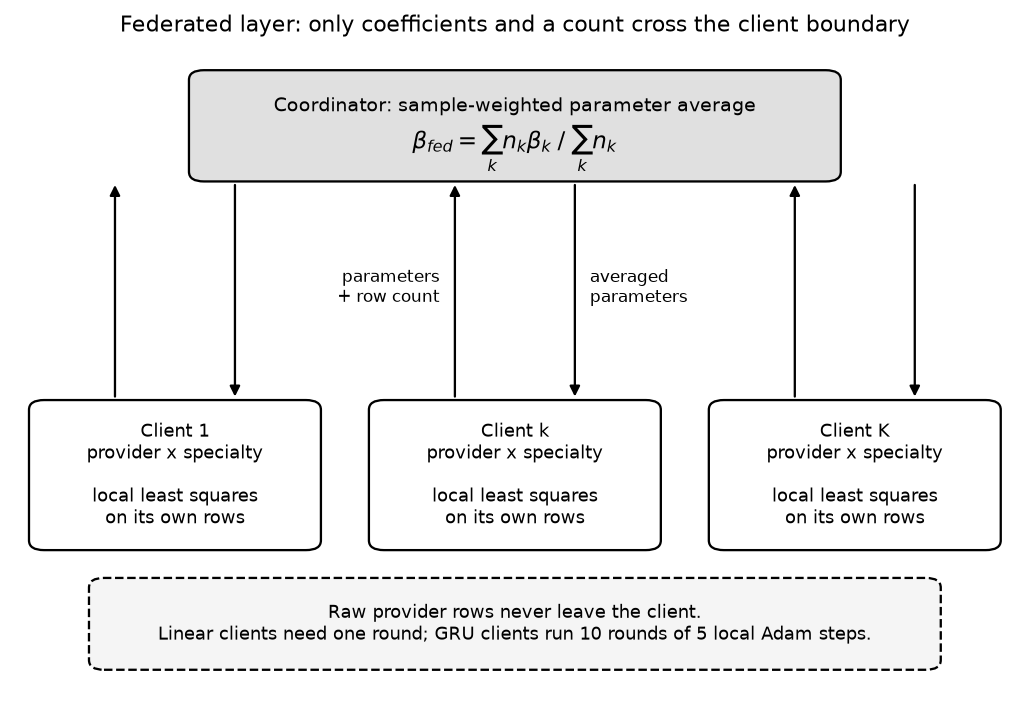 Federated layer: only coefficients and a count cross the client boundary
Coordinator: sample-weighted parameter average
β_fed = ∑_k n_k β_k / ∑_k n_k
parameters
+ row count
averaged
parameters
Client 1
provider x specialty
local least squares
on its own rows
Client k
provider x specialty
local least squares
on its own rows
Client K
provider x specialty
local least squares
on its own rows
Raw provider rows never leave the client.
Linear clients need one round; GRU clients run 10 rounds of 5 local Adam steps.